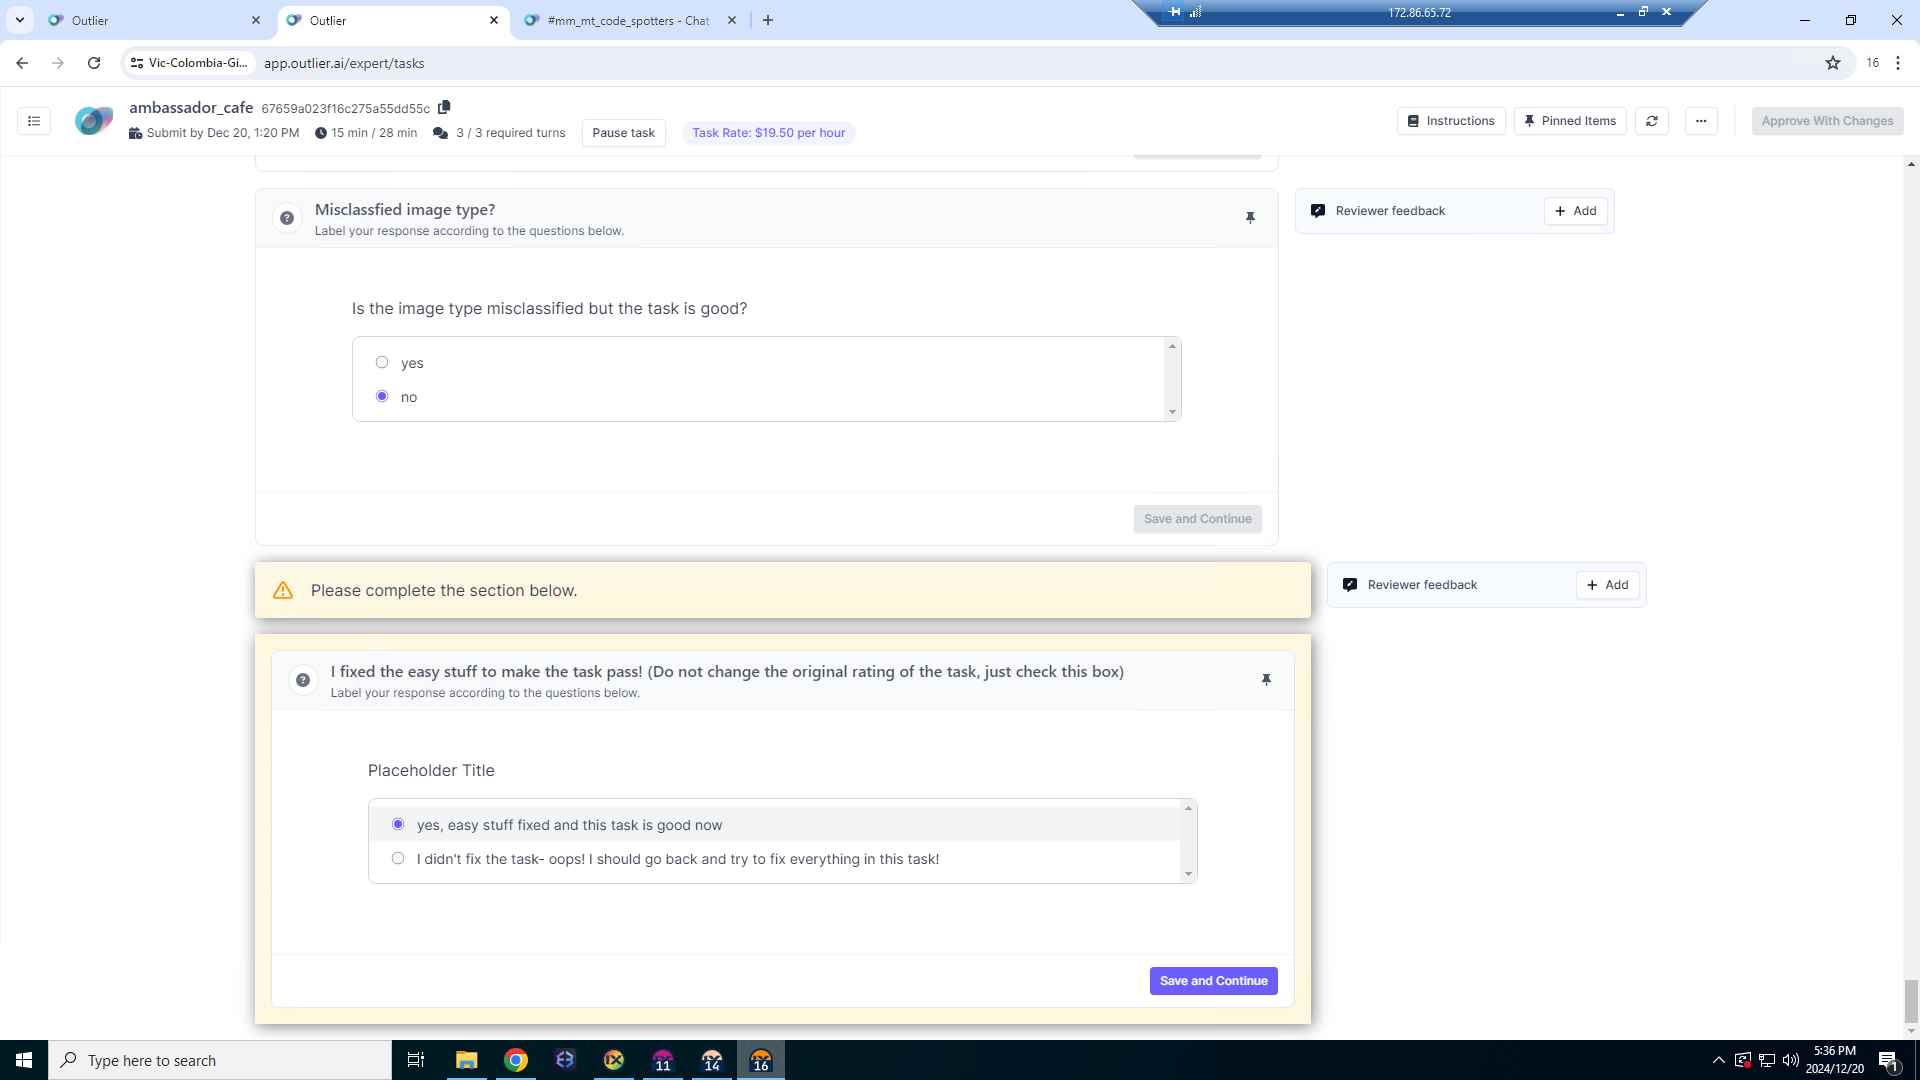 Outlier
Outlier
#mm_mt_code_spotters - Chat
172.86.65.72
Vic-Colombia-Gi...
app.outlier.ai/expert/tasks
16
ambassador_cafe 67659a023f16c275a55dd55c
Submit by Dec 20, 1:20 PM
15 min / 28 min
3 / 3 required turns
Pause task
Task Rate: $19.50 per hour
Instructions
Pinned Items
Approve With Changes
Misclassfied image type?
Label your response according to the questions below.
Reviewer feedback
+ Add
Is the image type misclassified but the task is good?
yes
no
Save and Continue
Please complete the section below.
Reviewer feedback
+ Add
I fixed the easy stuff to make the task pass! (Do not change the original rating of the task, just check this box)
Label your response according to the questions below.
Placeholder Title
yes, easy stuff fixed and this task is good now
I didn't fix the task- oops! I should go back and try to fix everything in this task!
Save and Continue
Type here to search
11
14
16
5:36 PM
2024/12/20
1